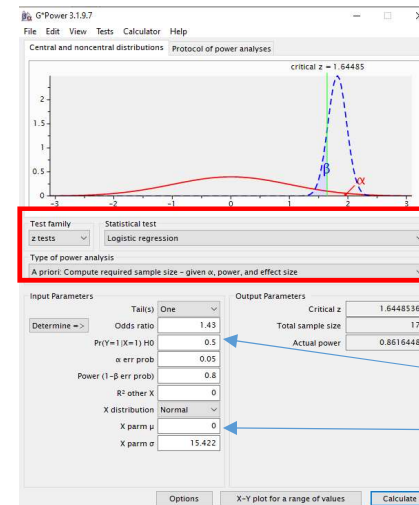 G*Power 3.1.9.7
File Edit View Tests Calculator Help
Central and noncentral distributions Protocol of power analyses
critical z = 1.64485
2
1.5
1
0.5
0
β
α
-3 -2 -1 0 1 2 3
Test family Statistical test
z tests Logistic regression
Type of power analysis
A priori: Compute required sample size – given α, power, and effect size
Input Parameters Output Parameters
Tail(s) One Critical z 1.6448536
Determine => Odds ratio 1.43 Total sample size 17
Pr(Y=1|X=1) H0 0.5 Actual power 0.8616448
α err prob 0.05
Power (1-β err prob) 0.8
R² other X 0
X distribution Normal
X parm μ 0
X parm σ 15.422
Options X-Y plot for a range of values Calculate